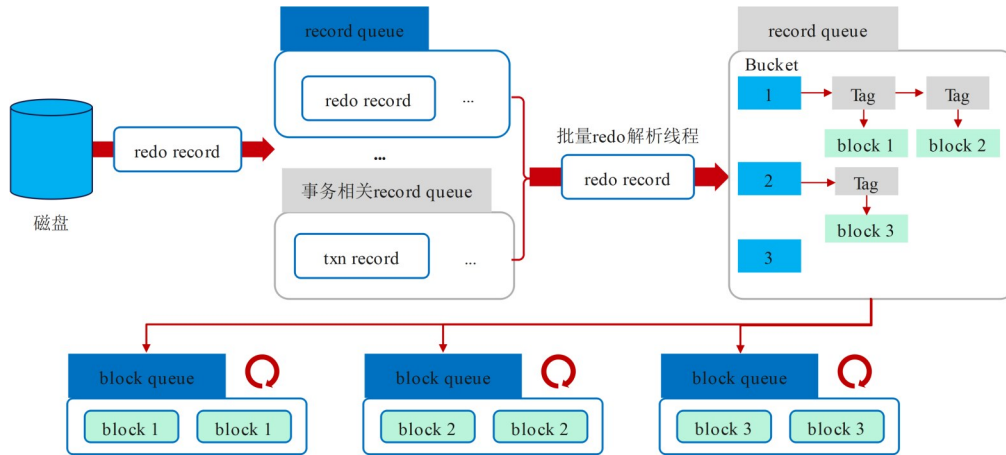 record queue
redo record
...
磁盘
redo record
...
事务相关record queue
txn record
...
批量redo解析线程
redo record
record queue
Bucket
1
Tag
Tag
block 1
block 2
2
Tag
block 3
3
block queue
block 1
block 1
block queue
block 2
block 2
block queue
block 3
block 3